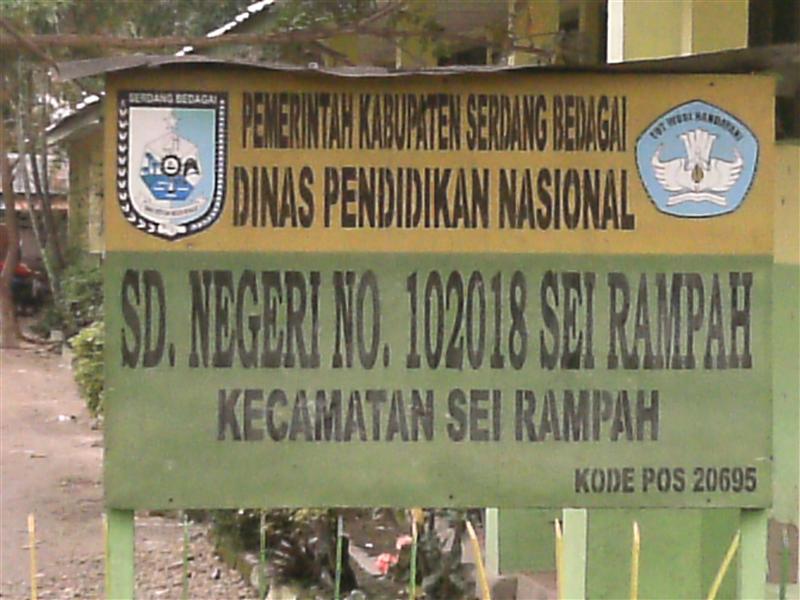 SERDANG BEDAGAI
PEMERINTAH KABUPATEN SERDANG BEDAGAI
TUT WURI HANDAYANI
DINAS PENDIDIKAN NASIONAL
SD. NEGERI NO. 102018 SEI RAMPAH
KECAMATAN SEI RAMPAH
KODE POS 20695